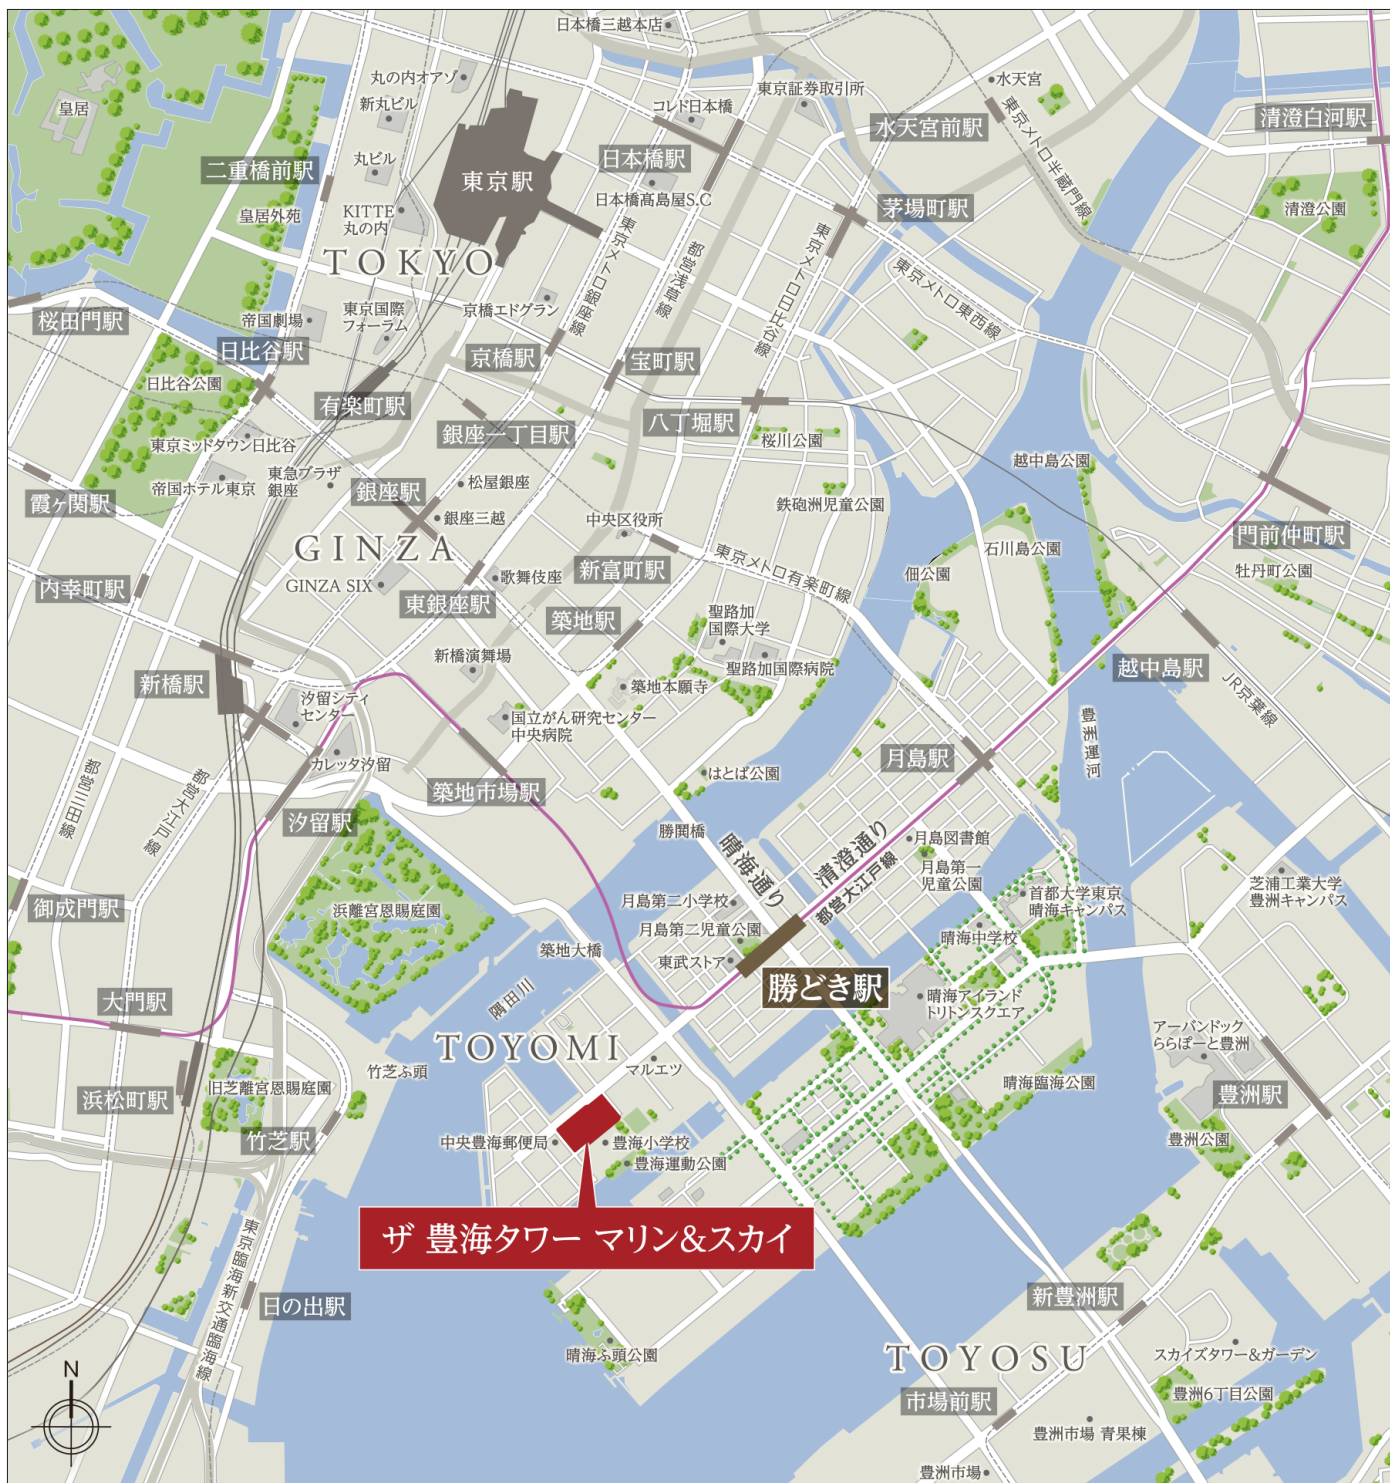 日本橋三越本店
丸の内オアゾ
新丸ビル
皇居
丸ビル
二重橋前駅
皇居外苑
KITTE
丸の内
東京駅
TOKYO
コレド日本橋
日本橋駅
日本橋髙島屋S.C
東京証券取引所
水天宮
水天宮前駅
東京メトロ半蔵門線
清澄白河駅
清澄公園
茅場町駅
東京メトロ東西線
東京メトロ銀座線
都営浅草線
東京メトロ日比谷線
桜田門駅
帝国劇場
東京国際
フォーラム
京橋エドグラン
日比谷駅
京橋駅
宝町駅
日比谷公園
有楽町駅
銀座一丁目駅
八丁堀駅
桜川公園
東京ミッドタウン日比谷
帝国ホテル東京
東急プラザ
銀座
霞ヶ関駅
銀座駅
松屋銀座
銀座三越
中央区役所
鉄砲洲児童公園
越中島公園
門前仲町駅
GINZA
GINZA SIX
歌舞伎座
東銀座駅
新富町駅
東京メトロ有楽町線
佃公園
石川島公園
牡丹町公園
内幸町駅
築地駅
聖路加
国際大学
聖路加国際病院
新橋演舞場
築地本願寺
越中島駅
JR京葉線
新橋駅
汐留シティ
センター
国立がん研究センター
中央病院
カレッタ汐留
はとば公園
豊洲運河
月島駅
築地市場駅
都営三田線
都営大江戸線
汐留駅
勝鬨橋
晴海通り
清澄通り
都営大江戸線
月島図書館
月島第一
児童公園
首都大学東京
晴海キャンパス
芝浦工業大学
豊洲キャンパス
御成門駅
浜離宮恩賜庭園
月島第二小学校
月島第二児童公園
東武ストア
晴海中学校
築地大橋
勝どき駅
隅田川
晴海アイランド
トリトンスクエア
大門駅
TOYOMI
マルエツ
アーバンドック
ららぽーと豊洲
竹芝ふ頭
旧芝離宮恩賜庭園
浜松町駅
晴海臨海公園
豊洲駅
竹芝駅
中央豊海郵便局
豊海小学校
豊海運動公園
豊洲公園
ザ 豊海タワー マリン&スカイ
東京臨海新交通臨海線
日の出駅
新豊洲駅
晴海ふ頭公園
TOYOSU
スカイズタワー&ガーデン
N
市場前駅
豊洲6丁目公園
豊洲市場 青果棟
豊洲市場